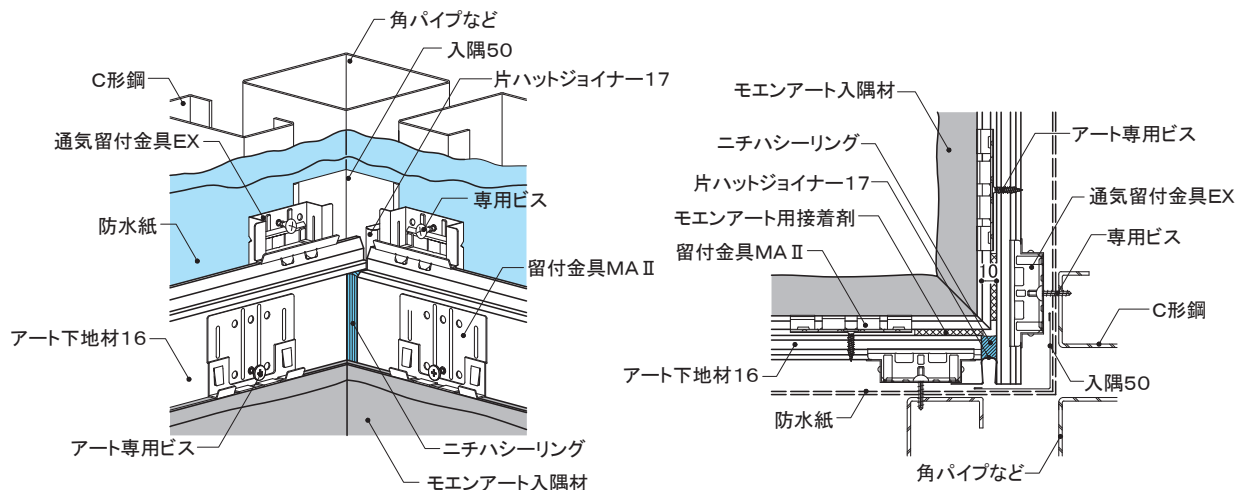 角パイプなど
入隅50
C形鋼
片ハットジョイナー17
通気留付金具EX
専用ビス
防水紙
留付金具MAⅡ
アート下地材16
アート専用ビス
ニチハシーリング
モエンアート入隅材
モエンアート入隅材
アート専用ビス
ニチハシーリング
片ハットジョイナー17
通気留付金具EX
モエンアート用接着剤
専用ビス
留付金具MAⅡ
10
C形鋼
アート下地材16
入隅50
防水紙
角パイプなど